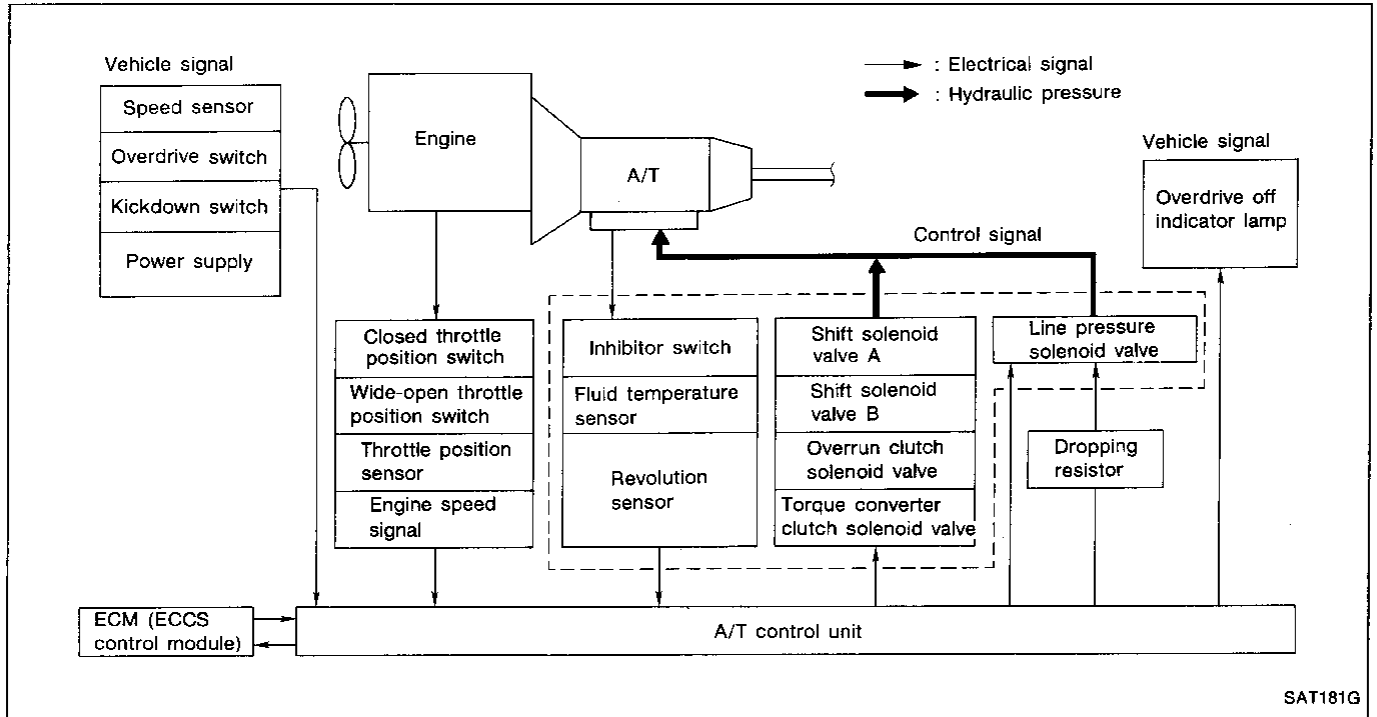 Vehicle signal
Speed sensor
Overdrive switch
Kickdown switch
Power supply
Engine
A/T
: Electrical signal
: Hydraulic pressure
Vehicle signal
Overdrive off
indicator lamp
Control signal
Closed throttle
position switch
Wide-open throttle
position switch
Throttle position
sensor
Engine speed
signal
Inhibitor switch
Fluid temperature
sensor
Revolution
sensor
Shift solenoid
valve A
Shift solenoid
valve B
Overrun clutch
solenoid valve
Torque converter
clutch solenoid valve
Line pressure
solenoid valve
Dropping
resistor
ECM (ECCS
control module)
A/T control unit
SAT181G